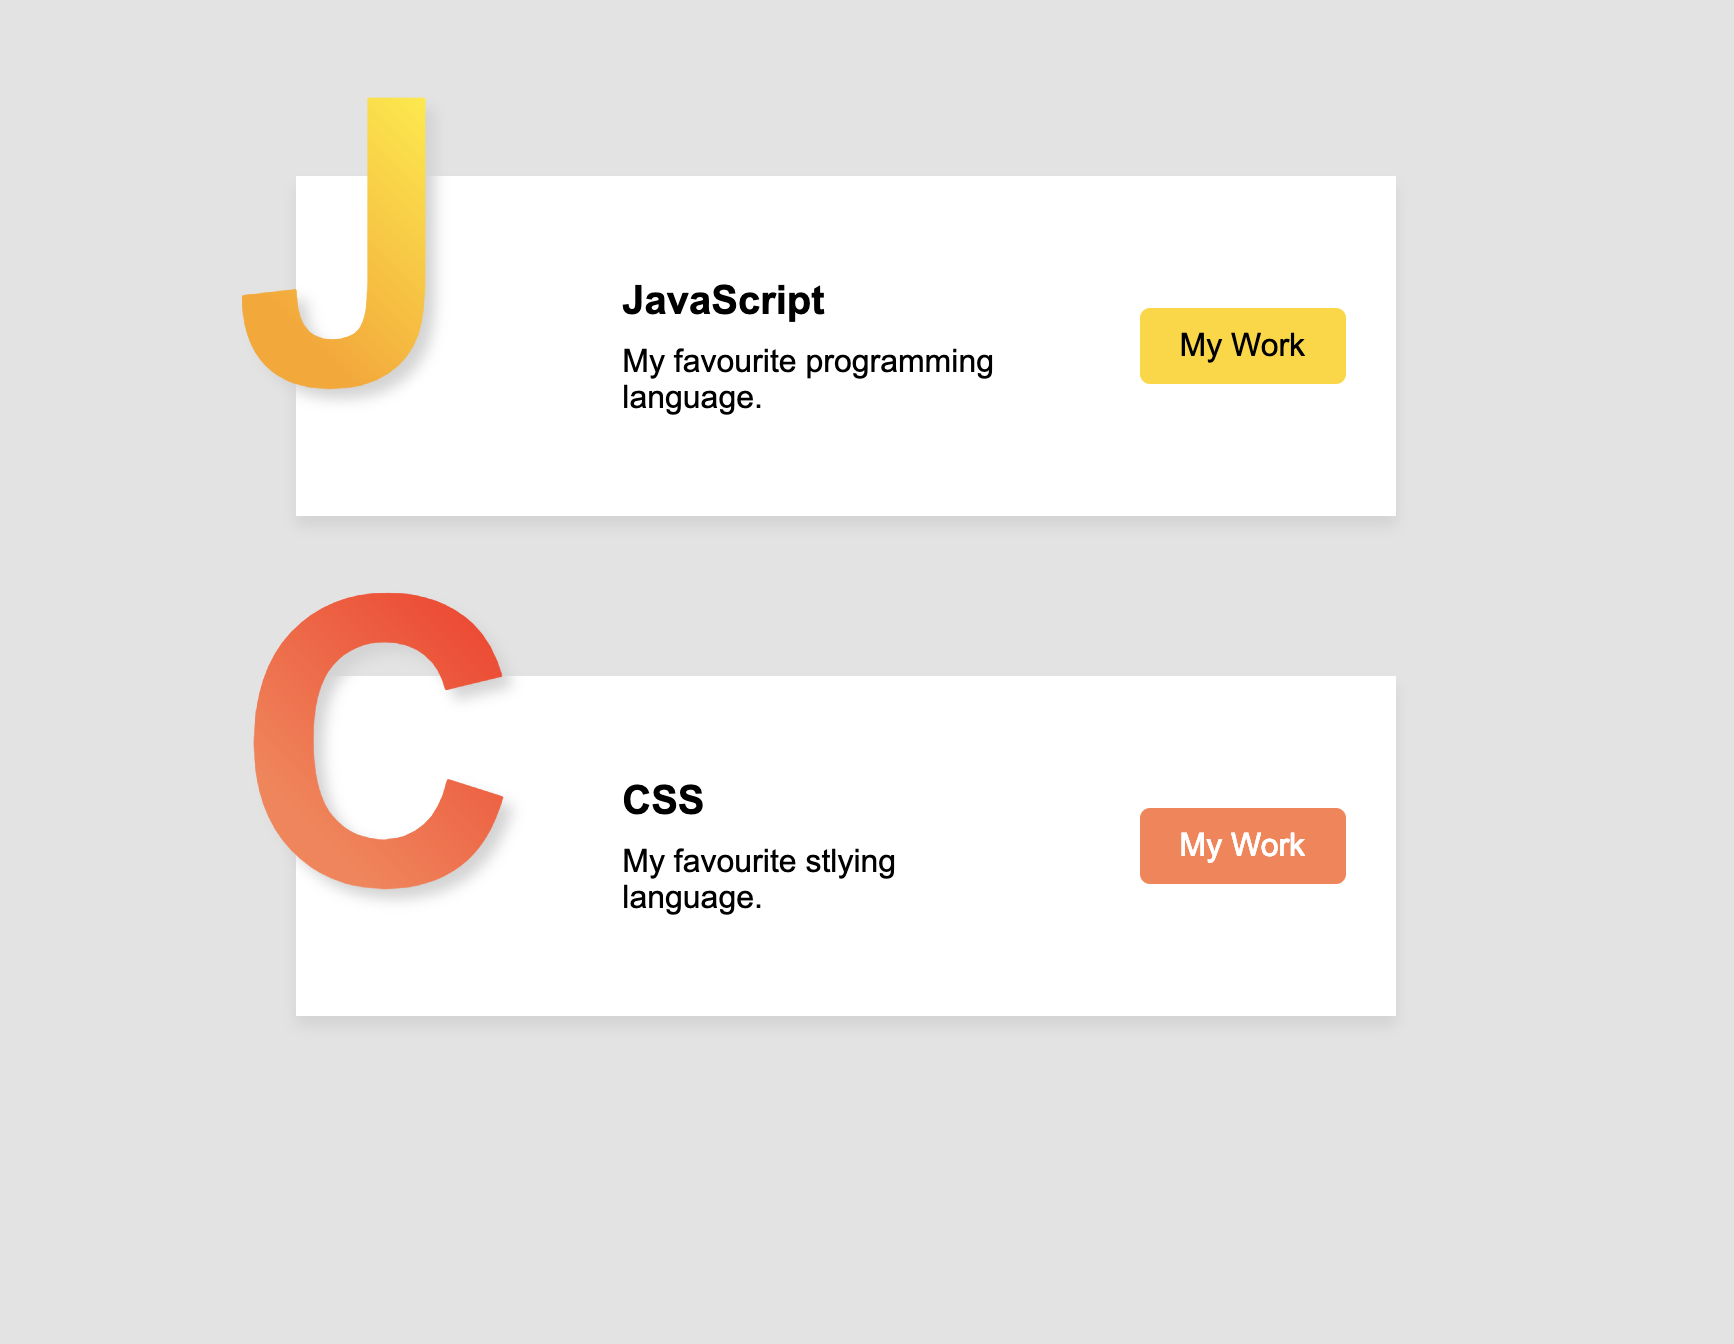 J
JavaScript
My favourite programming
language.
My Work
C
CSS
My favourite stlying
language.
My Work